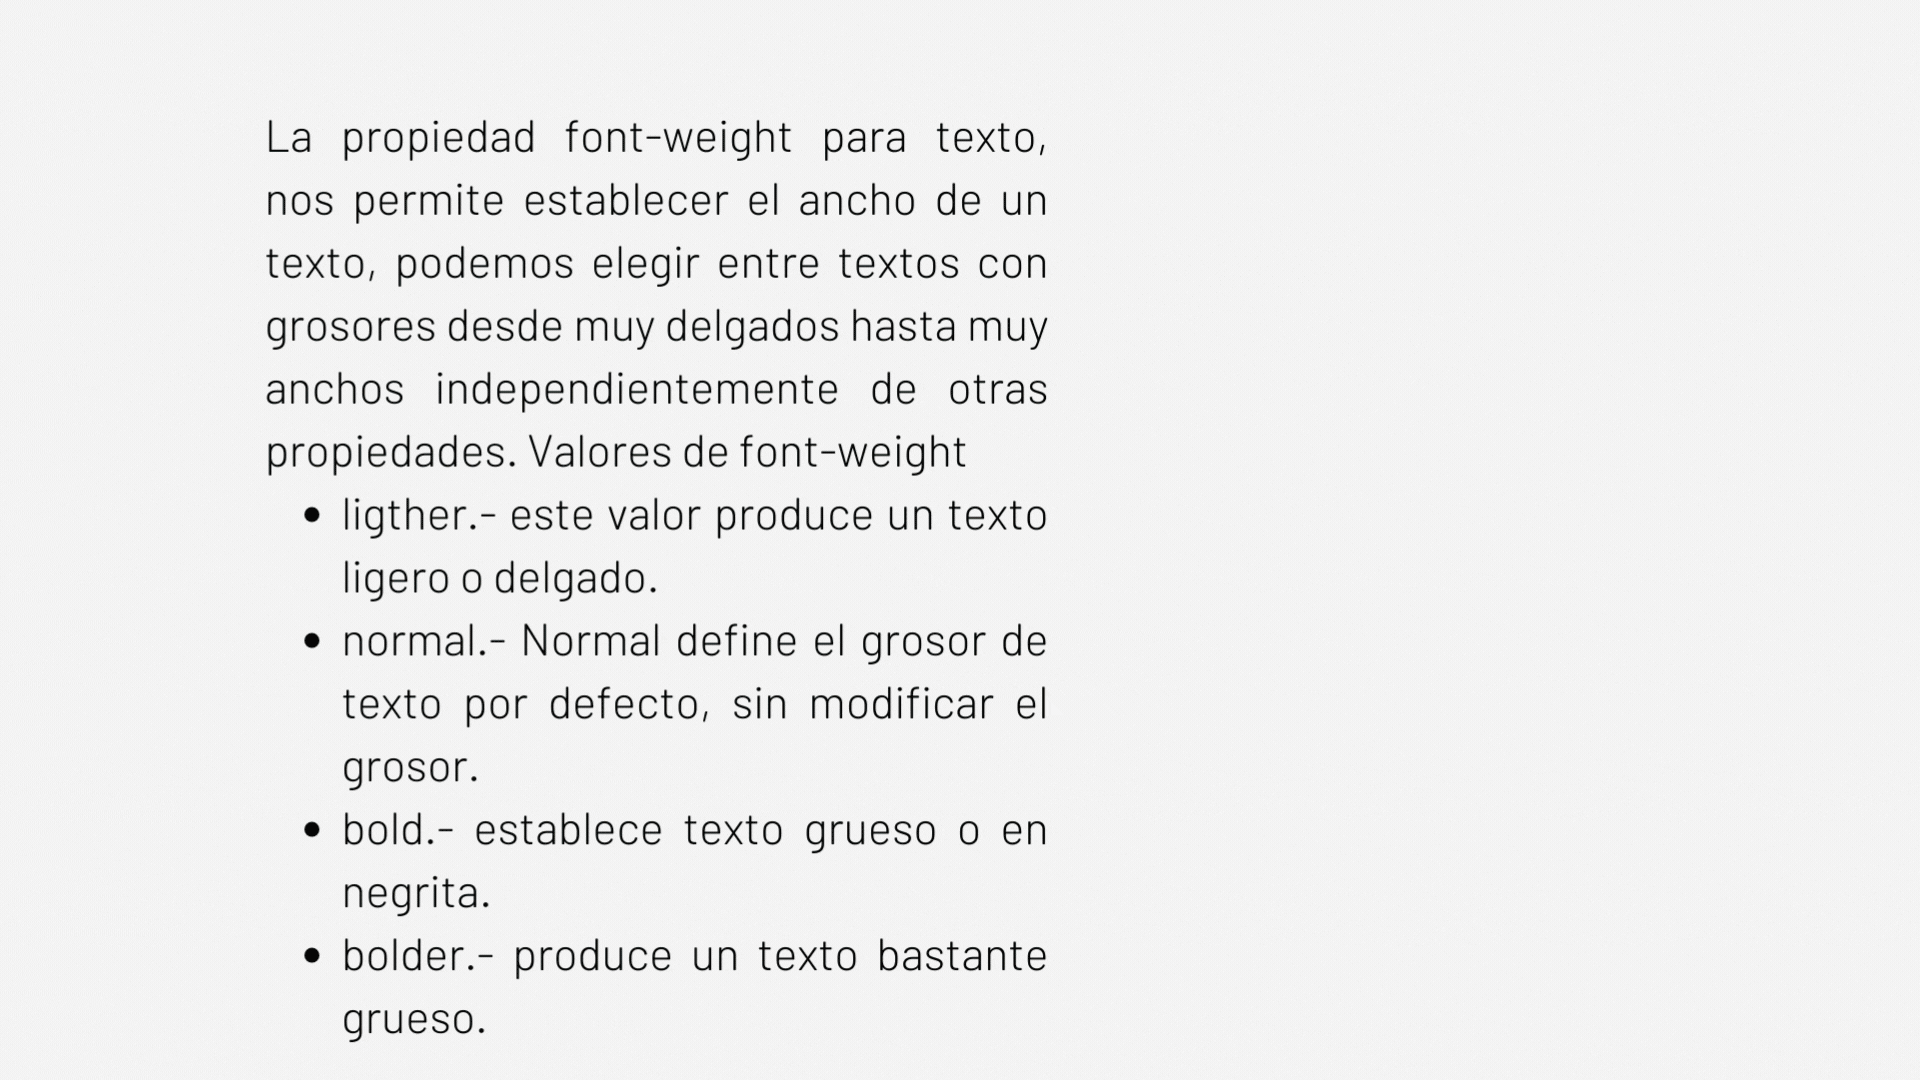 La propiedad font-weight para texto,
nos permite establecer el ancho de un
texto, podemos elegir entre textos con
grosores desde muy delgados hasta muy
anchos independientemente de otras
propiedades. Valores de font-weight
• ligther.- este valor produce un texto
ligero o delgado.
• normal.- Normal define el grosor de
texto por defecto, sin modificar el
grosor.
• bold.- establece texto grueso o en
negrita.
• bolder.- produce un texto bastante
grueso.